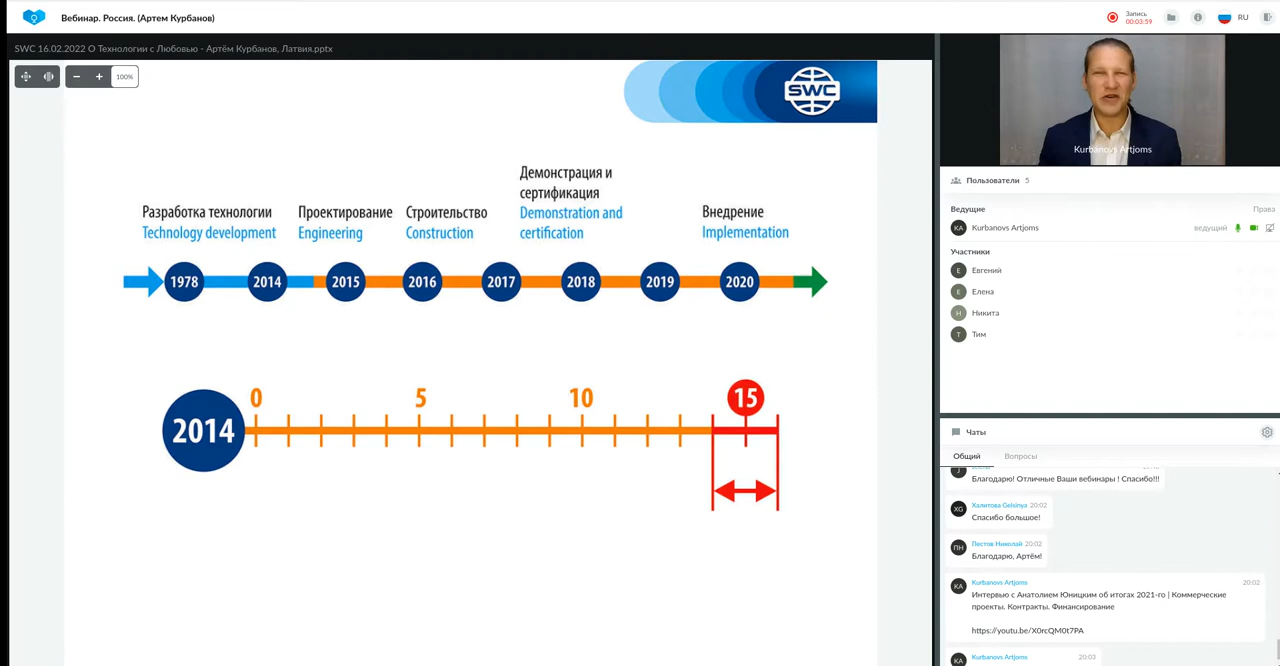 Вебинар. Россия. (Артем Курбанов)
Запись
00:03:59
RU
SWC 16.02.2022 О Технологии с Любовью - Артём Курбанов, Латвия.pptx
100%
SWC
Разработка технологии
Technology development
Проектирование
Engineering
Строительство
Construction
Демонстрация и
сертификация
Demonstration and
certification
Внедрение
Implementation
1978
2014
2015
2016
2017
2018
2019
2020
2014
0
5
10
15
Kurbanovs Artjoms
Пользователи 5
Ведущие
Права
KA
Kurbanovs Artjoms
ведущий
Участники
Е
Евгений
Е
Елена
Н
Никита
Т
Тим
Чаты
Общий
Вопросы
Благодарю! Отличные Ваши вебинары ! Спасибо!!!
XG
Халитова Gelsinya 20:02
Спасибо большое!
ПН
Пестов Николай 20:02
Благодарю, Артём!
KA
Kurbanovs Artjoms 20:02
Интервью с Анатолием Юницким об итогах 2021-го | Коммерческие
проекты. Контракты. Финансирование
https://youtu.be/X0rcQM0t7PA
KA
Kurbanovs Artjoms 20:03